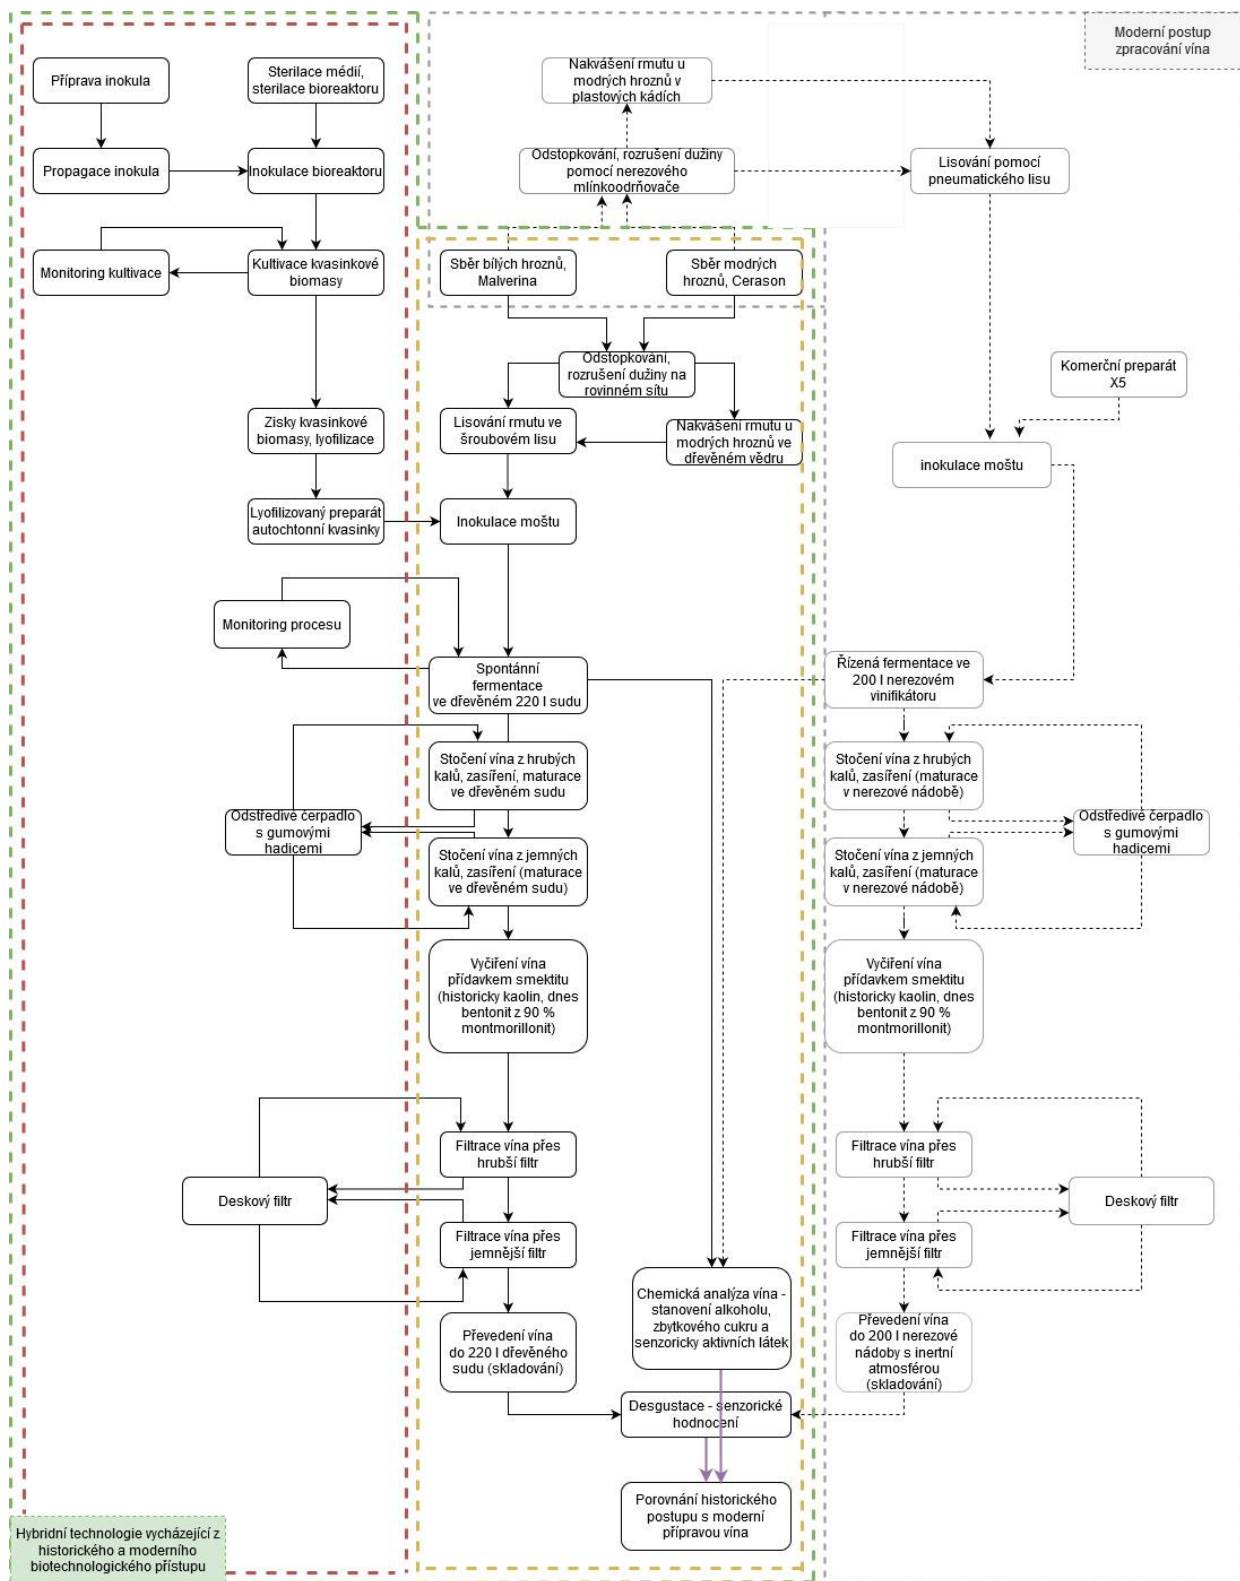 Moderní postup
zpracování vína
Příprava inokula
Sterilace médií,
sterilace bioreaktoru
Nakvášení rmutu u
modrých hroznů v
plastových kádích
Propagace inokula
Inokulace bioreaktoru
Odstopkování, rozrušení dužiny
pomocí nerezového
mlínkoodrňovače
Lisování pomocí
pneumatického lisu
Monitoring kultivace
Kultivace kvasinkové
biomasy
Sběr bílých hroznů,
Malverina
Sběr modrých
hroznů, Cerason
Odstopkování,
rozrušení dužiny na
rovinném sítu
Komerční preparát
X5
Zisky kvasinkové
biomasy, lyofilizace
Lisování rmutu ve
šroubovém lisu
Nakvášení rmutu u
modrých hroznů ve
dřevěném vědru
inokulace moštu
Lyofilizovaný preparát
autochtonní kvasinky
Inokulace moštu
Monitoring procesu
Spontánní
fermentace
ve dřevěném 220 l sudu
Řízená fermentace ve
200 l nerezovém
vinifikátoru
Stočení vína z hrubých
kalů, zasíření, maturace
ve dřevěném sudu
Stočení vína z hrubých
kalů, zasíření (maturace
v nerezové nádobě)
Odstředivé čerpadlo
s gumovými
hadicemi
Odstředivé čerpadlo
s gumovými
hadicemi
Stočení vína z jemných
kalů, zasíření (maturace
ve dřevěném sudu)
Stočení vína z jemných
kalů, zasíření (maturace
v nerezové nádobě)
Vyčiření vína
přídavkem smektitu
(historicky kaolin, dnes
bentonit z 90 %
montmorillonit)
Vyčiření vína
přídavkem smektitu
(historicky kaolin, dnes
bentonit z 90 %
montmorillonit)
Filtrace vína přes
hrubší filtr
Filtrace vína přes
hrubší filtr
Deskový filtr
Deskový filtr
Filtrace vína přes
jemnější filtr
Filtrace vína přes
jemnější filtr
Chemická analýza vína -
stanovení alkoholu,
zbytkového cukru a
senzoricky aktivních látek
Převedení vína
do 220 l dřevěného
sudu (skladování)
Převedení vína
do 200 l nerezové
nádoby s inertní
atmosférou
(skladování)
Desgustace - senzorické
hodnocení
Porovnání historického
postupu s moderní
přípravou vína
Hybridní technologie vycházející z
historického a moderního
biotechnologického přístupu